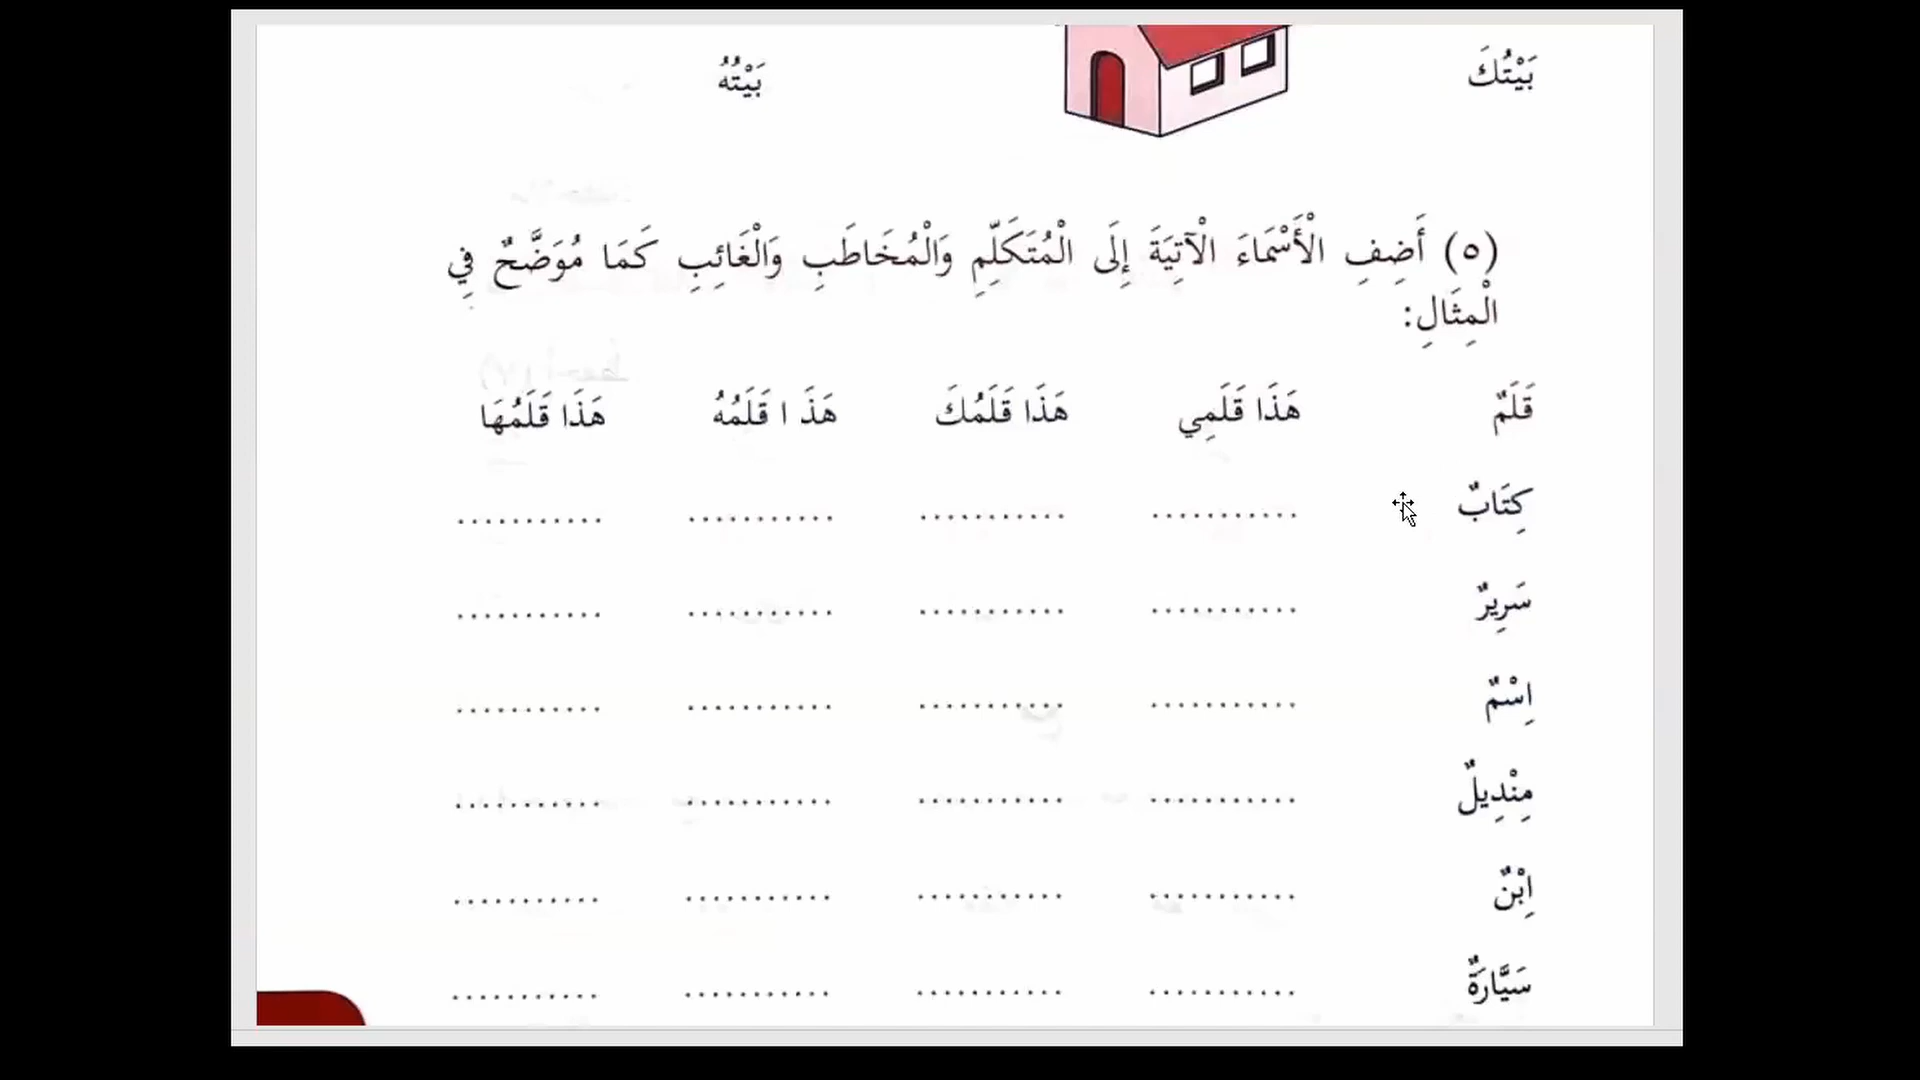 بَيْتُكَ بَيْتُهُ
(٥) أَضِفِ الْأَسْمَاءَ الْآتِيَةَ إِلَى الْمُتَكَلِّمِ وَالْمُخَاطَبِ وَالْغَائِبِ كَمَا مُوَضَّحٌ فِي
الْمِثَالِ:
قَلَمٌ هَذَا قَلَمِي هَذَا قَلَمُكَ هَذَ ا قَلَمُهُ هَذَا قَلَمُهَا
كِتَابٌ ........... ........... ........... ...........
سَرِيرٌ ........... ........... ........... ...........
اِسْمٌ ........... ........... ........... ...........
مِنْدِيلٌ ........... ........... ........... ...........
اِبْنٌ ........... ........... ........... ...........
سَيَّارَةٌ ........... ........... ........... ...........